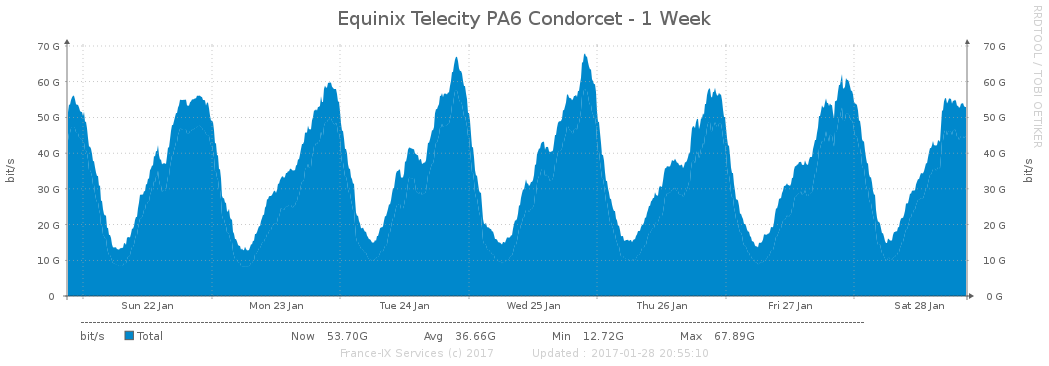 Equinix Telecity PA6 Condorcet - 1 Week
RRDTOOL / TOBI OETIKER
70 G 70 G
60 G 60 G
50 G 50 G
40 G 40 G
30 G 30 G
20 G 20 G
10 G 10 G
0 0 G
bit/s
bit/s
Sun 22 Jan Mon 23 Jan Tue 24 Jan Wed 25 Jan Thu 26 Jan Fri 27 Jan Sat 28 Jan
bit/s Total Now 53.70G Avg 36.66G Min 12.72G Max 67.89G
France-IX Services (c) 2017 Updated : 2017-01-28 20:55:10